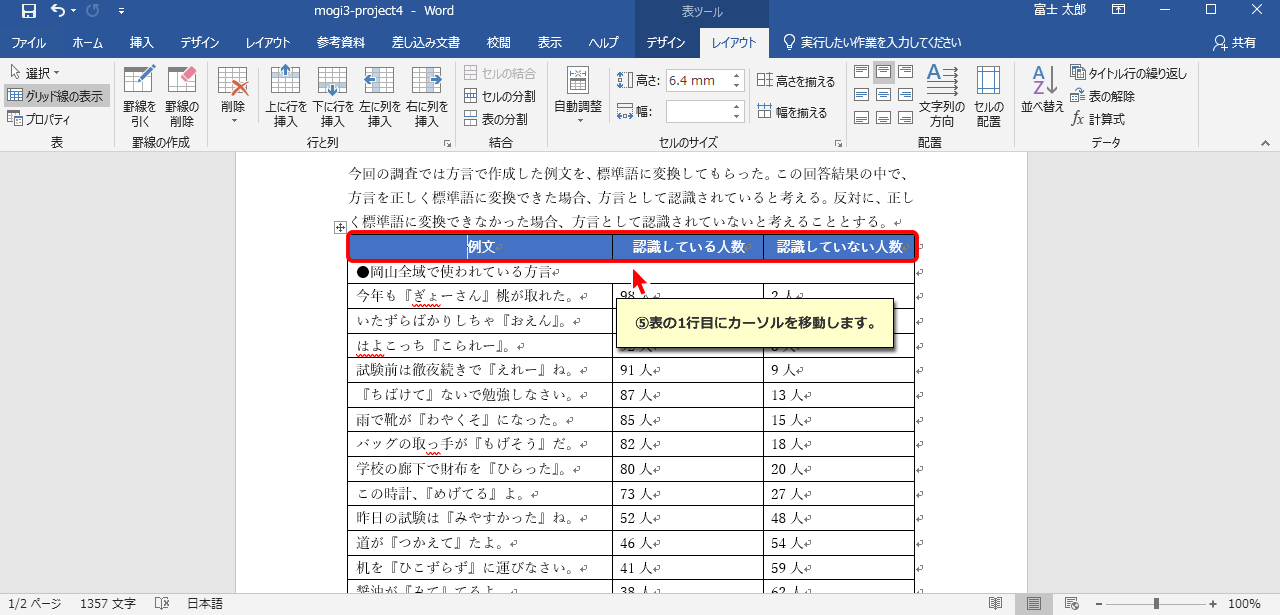 mogi3-project4 - Word
表ツール
富士 太郎
ファイル ホーム 挿入 デザイン レイアウト 参考資料 差し込み文書 校閲 表示 ヘルプ デザイン レイアウト 実行したい作業を入力してください 共有
選択
グリッド線の表示
プロパティ
表
罫線を引く
罫線の削除
罫線の作成
削除
上に行を挿入
下に行を挿入
左に列を挿入
右に列を挿入
行と列
セルの結合
セルの分割
表の分割
結合
自動調整
高さ: 6.4 mm
幅:
高さを揃える
幅を揃える
セルのサイズ
文字列の方向
セルの配置
配置
並べ替え
タイトル行の繰り返し
表の解除
fx 計算式
データ
今回の調査では方言で作成した例文を、標準語に変換してもらった。この回答結果の中で、
方言を正しく標準語に変換できた場合、方言として認識されていると考える。反対に、正し
く標準語に変換できなかった場合、方言として認識されていないと考えることとする。
例文 認識している人数 認識していない人数
●岡山全域で使われている方言
今年も『ぎょーさん』桃が取れた。 98 2 人
いたずらばかりしちゃ『おえん』。
はよこっち『こられー』。
⑤表の1行目にカーソルを移動します。
試験前は徹夜続きで『えれー』ね。 91 人 9 人
『ちばけて』ないで勉強しなさい。 87 人 13 人
雨で靴が『わやくそ』になった。 85 人 15 人
バッグの取っ手が『もげそう』だ。 82 人 18 人
学校の廊下で財布を『ひらった』。 80 人 20 人
この時計、『めげてる』よ。 73 人 27 人
昨日の試験は『みやすかった』ね。 52 人 48 人
道が『つかえて』たよ。 46 人 54 人
机を『ひこずらず』に運びなさい。 41 人 59 人
醤油が『みて』てるよ 38 人 62 人
1/2 ページ 1357 文字 日本語 100%